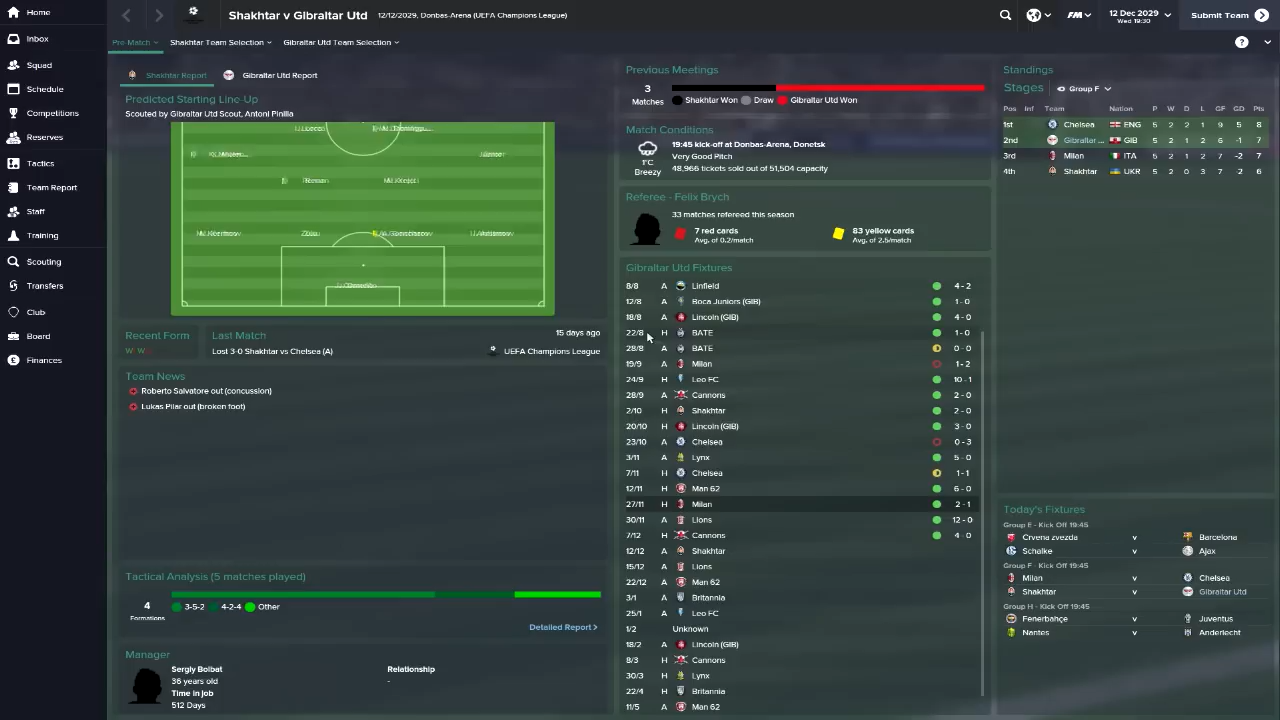 Home
Inbox
Squad
Schedule
Competitions
Reserves
Tactics
Team Report
Staff
Training
Scouting
Transfers
Club
Board
Finances
Shakhtar v Gibraltar Utd 12/12/2029, Donbas-Arena (UEFA Champions League)
FM
12 Dec 2029
Wed 19:30
Submit Team
Pre-Match
Shakhtar Team Selection
Gibraltar Utd Team Selection
?
Shakhtar Report
Gibraltar Utd Report
Predicted Starting Line-Up
Scouted by Gibraltar Utd Scout, Antoni Pinilla
Recent Form
Last Match
15 days ago
Lost 3-0 Shakhtar vs Chelsea (A)
UEFA Champions League
Team News
Roberto Salvatore out (concussion)
Lukas Pilar out (broken foot)
Tactical Analysis (5 matches played)
4
Formations
3-5-2 4-2-4 Other
Detailed Report >
Manager
Sergiy Bolbat
36 years old
Time in job
512 Days
Relationship
-
Previous Meetings
3
Matches
Shakhtar Won Draw Gibraltar Utd Won
Match Conditions
19:45 kick-off at Donbas-Arena, Donetsk
Very Good Pitch
48,966 tickets sold out of 51,504 capacity
1°C
Breezy
Referee - Felix Brych
33 matches refereed this season
7 red cards
Avg. of 0.2/match
83 yellow cards
Avg. of 2.5/match
Gibraltar Utd Fixtures
8/8 A Linfield 4 - 2
12/8 A Boca Juniors (GIB) 1 - 0
18/8 A Lincoln (GIB) 4 - 0
22/8 H BATE 1 - 0
28/8 A BATE 0 - 0
19/9 A Milan 1 - 2
24/9 H Leo FC 10 - 1
28/9 A Cannons 2 - 0
2/10 H Shakhtar 2 - 0
20/10 H Lincoln (GIB) 3 - 0
23/10 A Chelsea 0 - 3
3/11 A Lynx 5 - 0
7/11 H Chelsea 1 - 1
12/11 H Man 62 6 - 0
27/11 H Milan 2 - 1
30/11 A Lions 12 - 0
7/12 H Cannons 4 - 0
12/12 A Shakhtar
15/12 A Lions
22/12 A Man 62
3/1 A Britannia
25/1 A Leo FC
1/2 Unknown
18/2 A Lincoln (GIB)
8/3 H Cannons
30/3 H Lynx
22/4 H Britannia
11/5 A Man 62
Standings
Stages Group F
Pos Inf Team Nation P W D L GF GD Pts
1st Chelsea ENG 5 2 2 1 9 5 8
2nd Gibraltar ... GIB 5 2 1 2 6 -1 7
3rd Milan ITA 5 2 1 2 7 -2 7
4th Shakhtar UKR 5 2 0 3 7 -2 6
Today's Fixtures
Group E - Kick Off 19:45
Crvena zvezda v Barcelona
Schalke v Ajax
Group F - Kick Off 19:45
Milan v Chelsea
Shakhtar v Gibraltar Utd
Group H - Kick Off 19:45
Fenerbahçe v Juventus
Nantes v Anderlecht